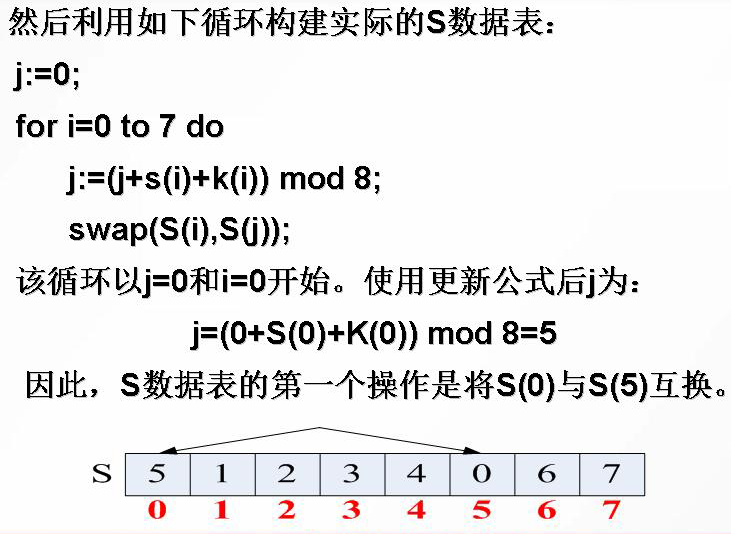 然后利用如下循环构建实际的S数据表：
j:=0;
for i=0 to 7 do
j:=(j+s(i)+k(i)) mod 8;
swap(S(i),S(j));
该循环以j=0和i=0开始。使用更新公式后j为：
j=(0+S(0)+K(0)) mod 8=5
因此，S数据表的第一个操作是将S(0)与S(5)互换。
S 5 1 2 3 4 0 6 7
0 1 2 3 4 5 6 7